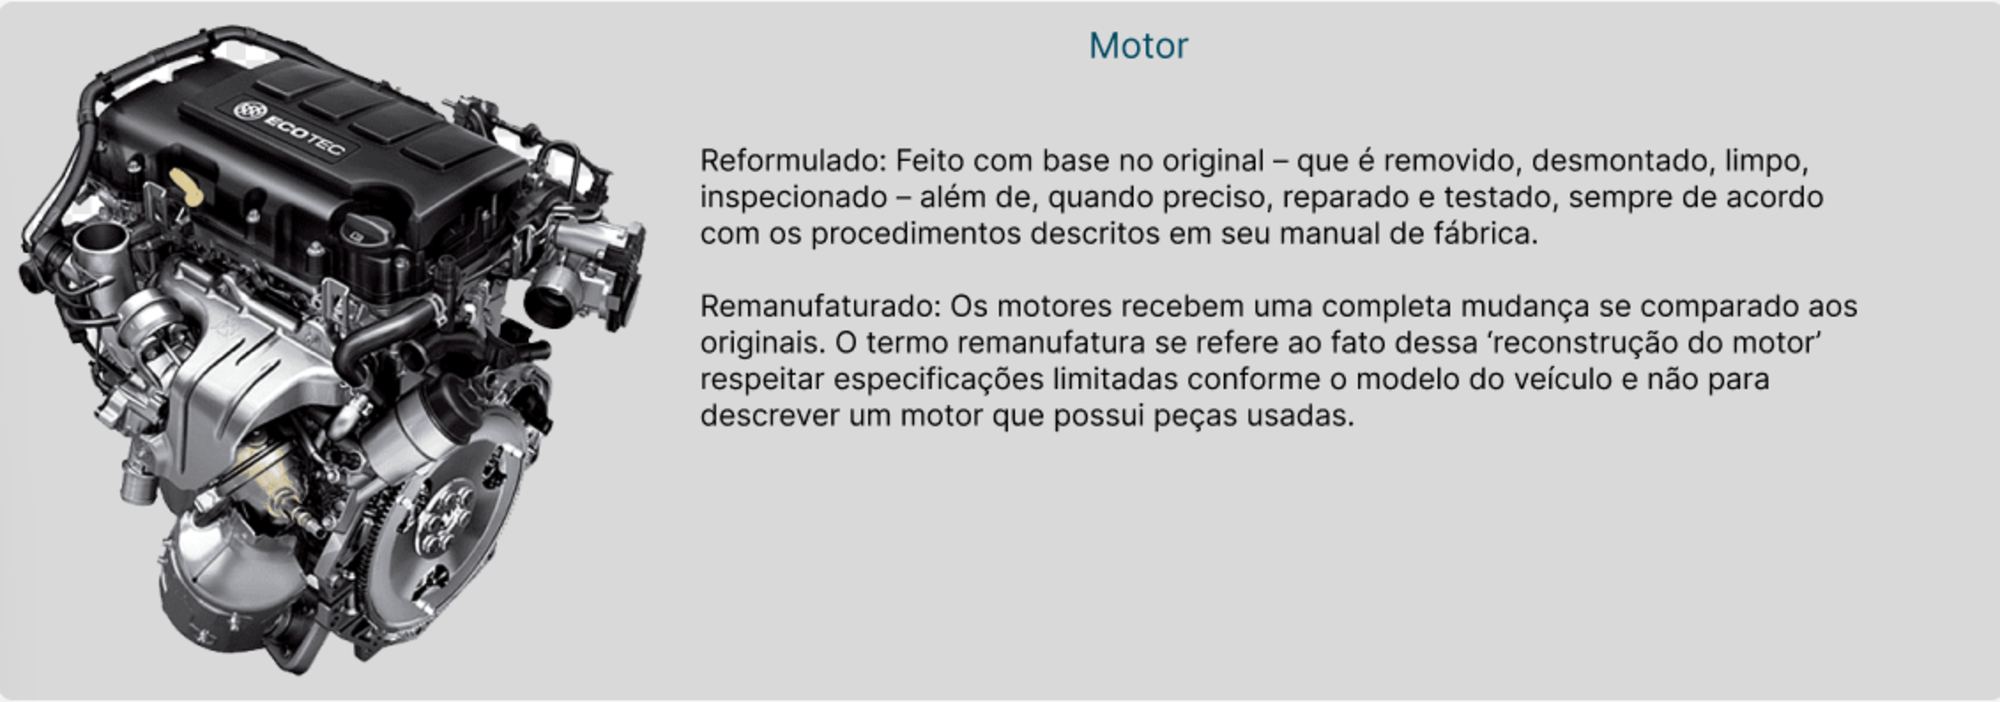 Motor
ECOTEC
Reformulado: Feito com base no original – que é removido, desmontado, limpo,
inspecionado – além de, quando preciso, reparado e testado, sempre de acordo
com os procedimentos descritos em seu manual de fábrica.
Remanufaturado: Os motores recebem uma completa mudança se comparado aos
originais. O termo remanufatura se refere ao fato dessa ‘reconstrução do motor’
respeitar especificações limitadas conforme o modelo do veículo e não para
descrever um motor que possui peças usadas.